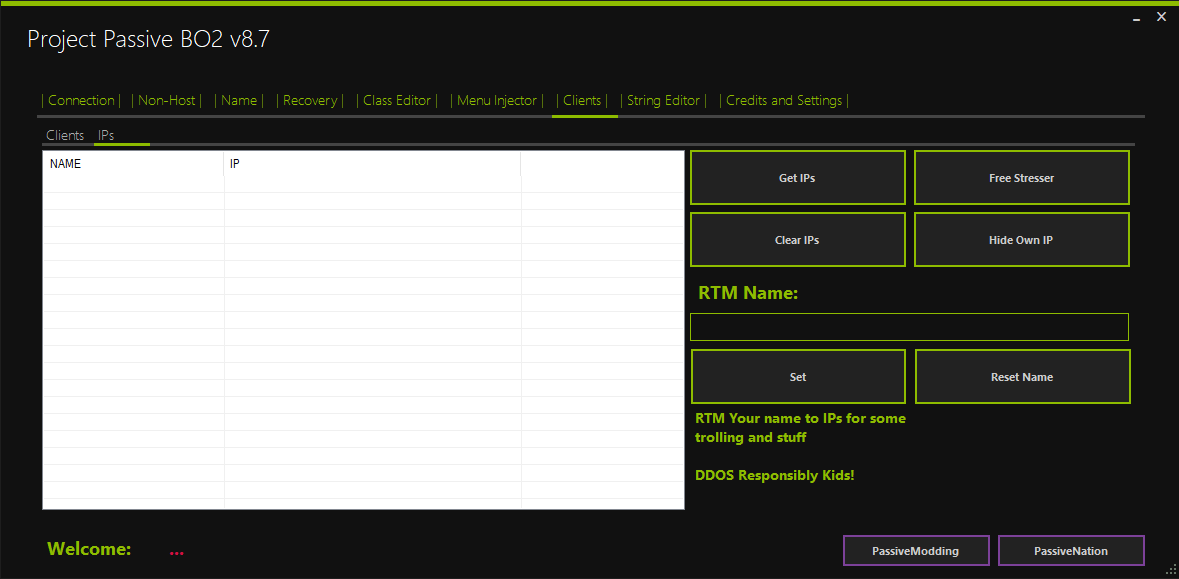 Project Passive BO2 v8.7
| Connection | | Non-Host | | Name | | Recovery | | Class Editor | | Menu Injector | | Clients | | String Editor | | Credits and Settings |
Clients IPs
NAME IP
Get IPs Free Stresser
Clear IPs Hide Own IP
RTM Name:
Set Reset Name
RTM Your name to IPs for some
trolling and stuff
DDOS Responsibly Kids!
Welcome: ...
PassiveModding PassiveNation